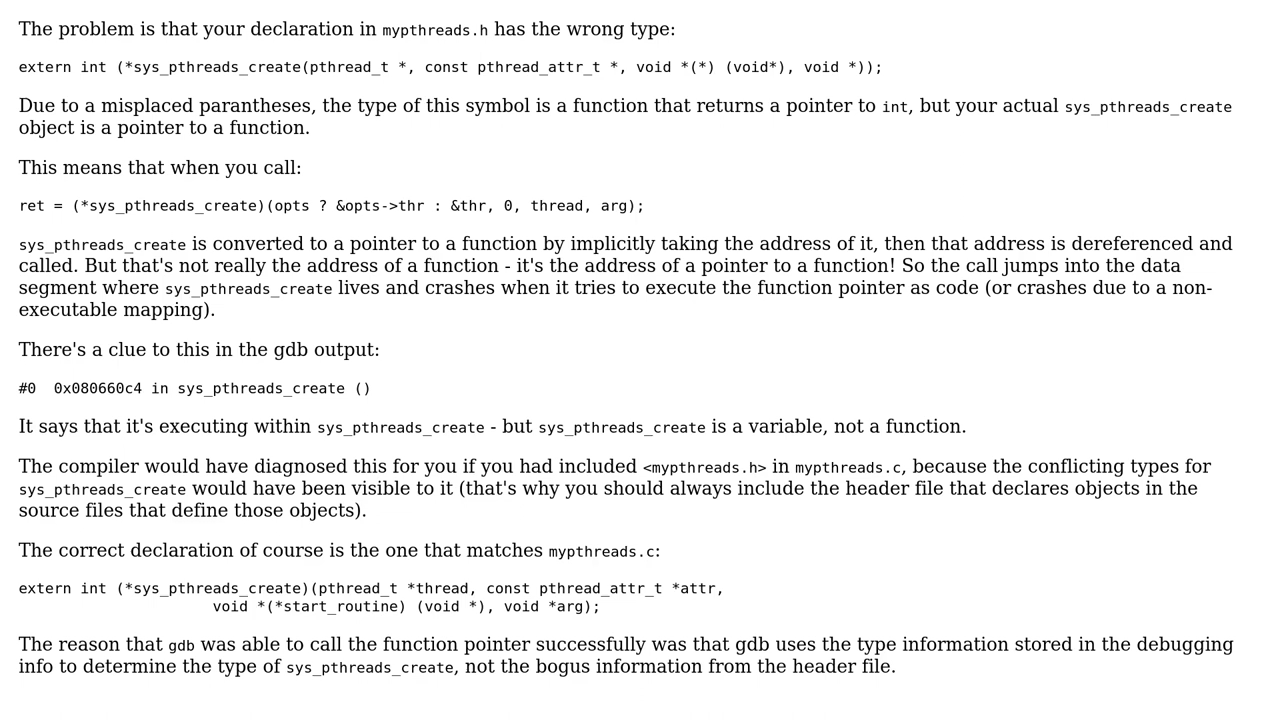 The problem is that your declaration in mypthreads.h has the wrong type:
extern int (*sys_pthreads_create(pthread_t *, const pthread_attr_t *, void *(*) (void*), void *));
Due to a misplaced parantheses, the type of this symbol is a function that returns a pointer to int, but your actual sys_pthreads_create
object is a pointer to a function.
This means that when you call:
ret = (*sys_pthreads_create)(opts ? &opts->thr : &thr, 0, thread, arg);
sys_pthreads_create is converted to a pointer to a function by implicitly taking the address of it, then that address is dereferenced and
called. But that's not really the address of a function - it's the address of a pointer to a function! So the call jumps into the data
segment where sys_pthreads_create lives and crashes when it tries to execute the function pointer as code (or crashes due to a non-
executable mapping).
There's a clue to this in the gdb output:
#0  0x080660c4 in sys_pthreads_create ()
It says that it's executing within sys_pthreads_create - but sys_pthreads_create is a variable, not a function.
The compiler would have diagnosed this for you if you had included <mypthreads.h> in mypthreads.c, because the conflicting types for
sys_pthreads_create would have been visible to it (that's why you should always include the header file that declares objects in the
source files that define those objects).
The correct declaration of course is the one that matches mypthreads.c:
extern int (*sys_pthreads_create)(pthread_t *thread, const pthread_attr_t *attr,
                      void *(*start_routine) (void *), void *arg);
The reason that gdb was able to call the function pointer successfully was that gdb uses the type information stored in the debugging
info to determine the type of sys_pthreads_create, not the bogus information from the header file.